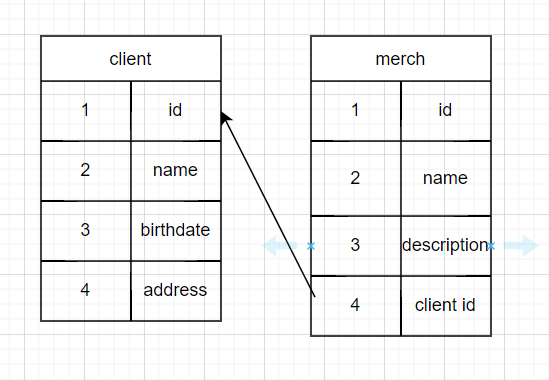 client
1 id
2 name
3 birthdate
4 address
merch
1 id
2 name
3 description
4 client id